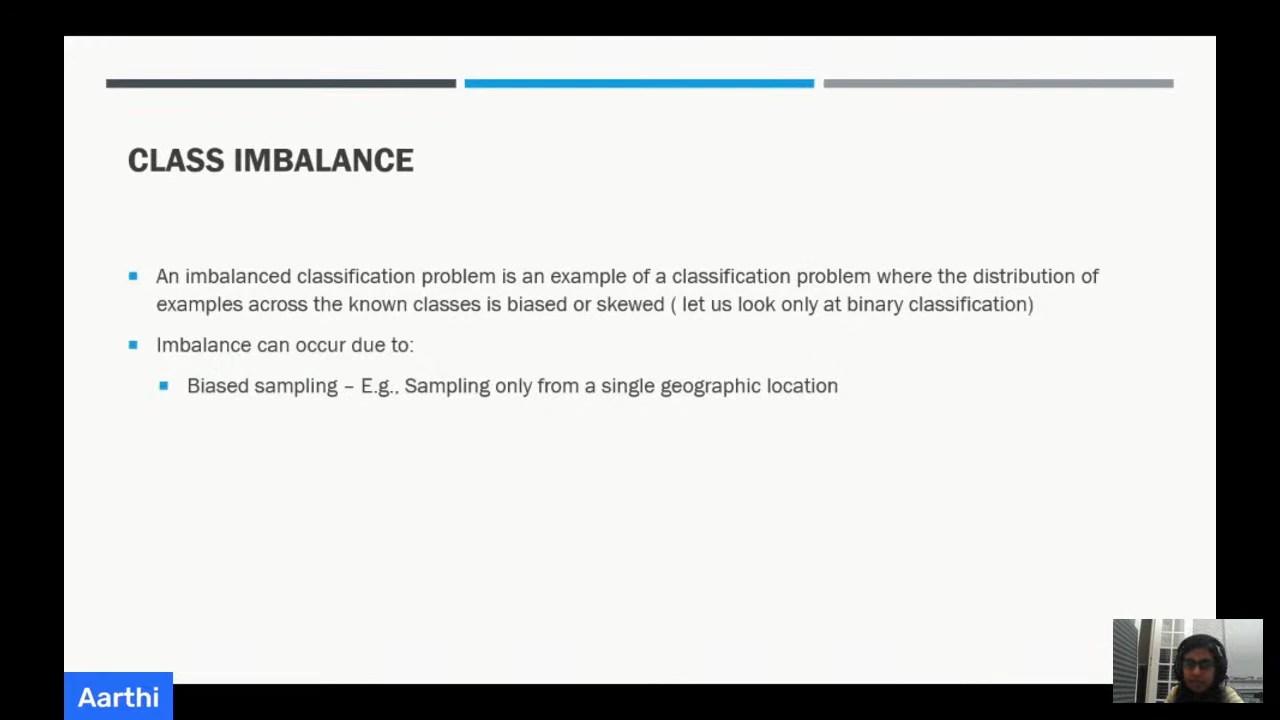 CLASS IMBALANCE
An imbalanced classification problem is an example of a classification problem where the distribution of
examples across the known classes is biased or skewed ( let us look only at binary classification)
Imbalance can occur due to:
Biased sampling – E.g., Sampling only from a single geographic location
Aarthi